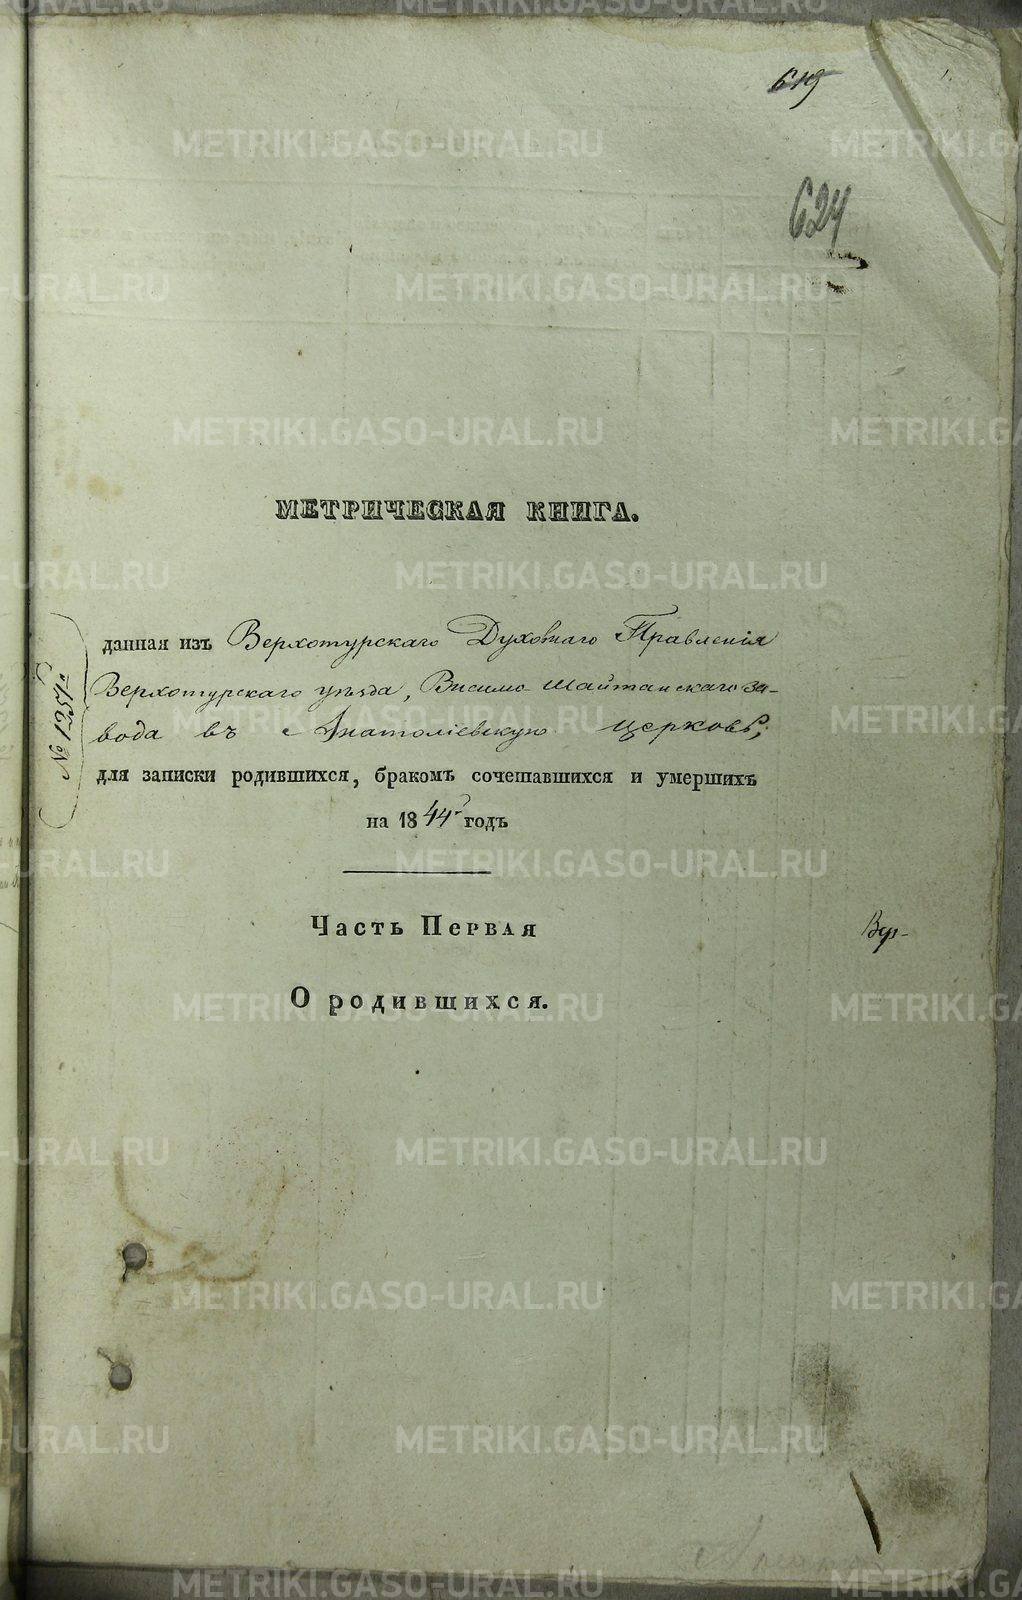 619
624
МЕТРИЧЕСКАЯ КНИГА.
данная изъ Верхотурскаго Духовнаго Правленія
Верхотурскаго уѣзда, Висимо-Шайтанскаго за-
вода въ Анатоліевскую церковь,
для записки родившихся, бракомъ сочетавшихся и умершихъ
на 1844 годъ
№ 1251
Часть Первая
О родившихся.
METRIKI.GASO-URAL.RU